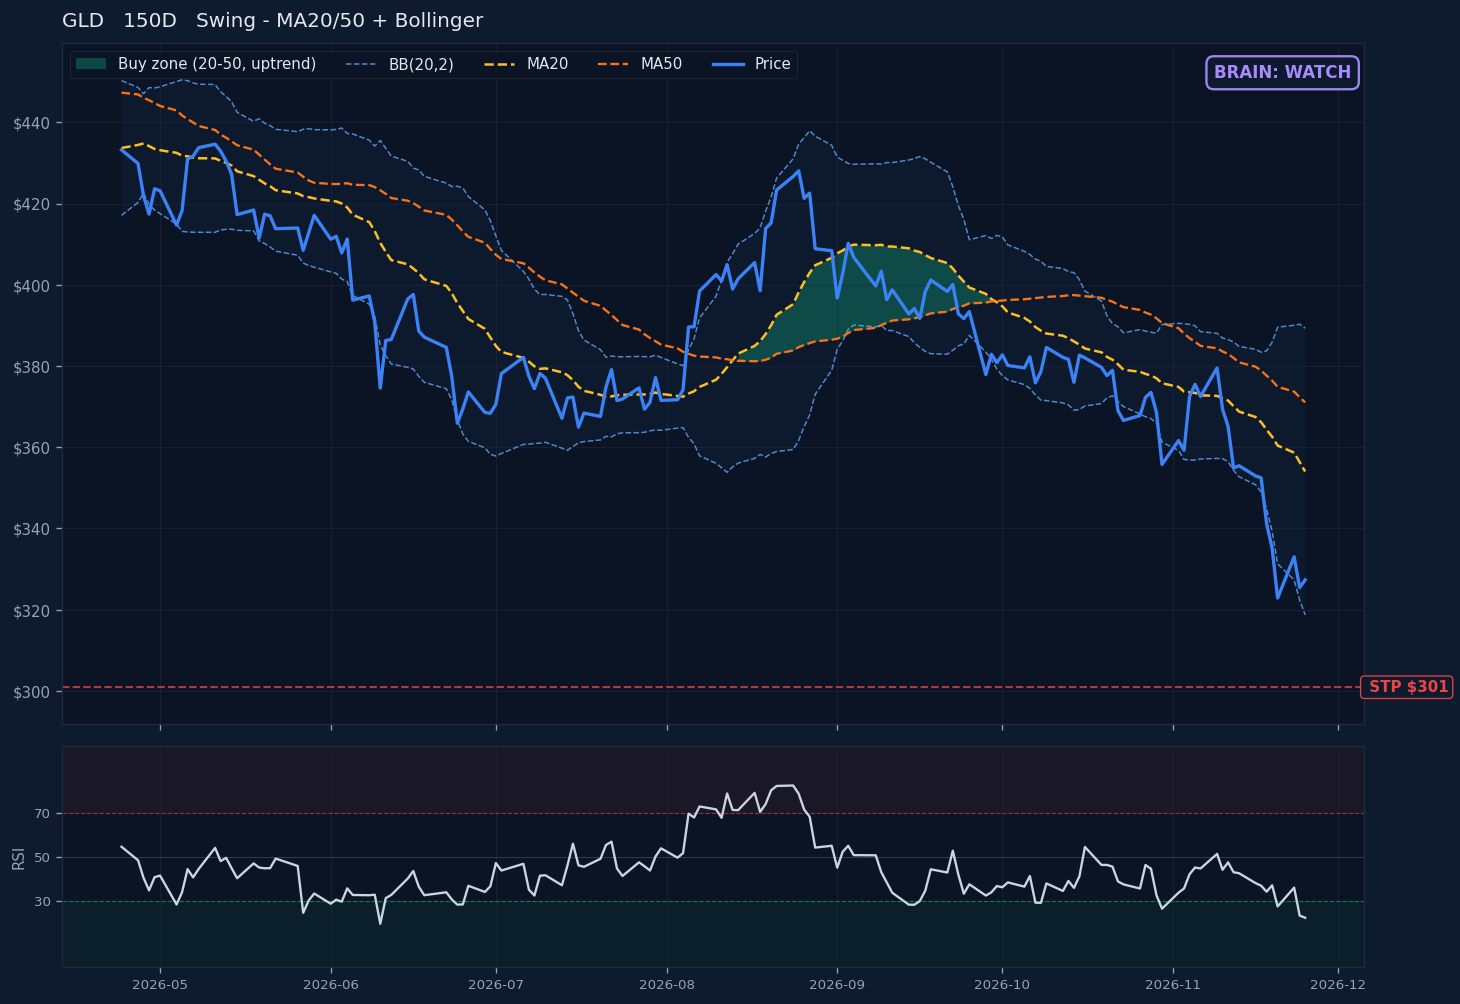 GLD   150D   Swing - MA20/50 + Bollinger
Buy zone (20-50, uptrend)   BB(20,2)   MA20   MA50   Price
BRAIN: WATCH
$440
$420
$400
$380
$360
$340
$320
$300
STP $301
RSI
70
50
30
2026-05   2026-06   2026-07   2026-08   2026-09   2026-10   2026-11   2026-12